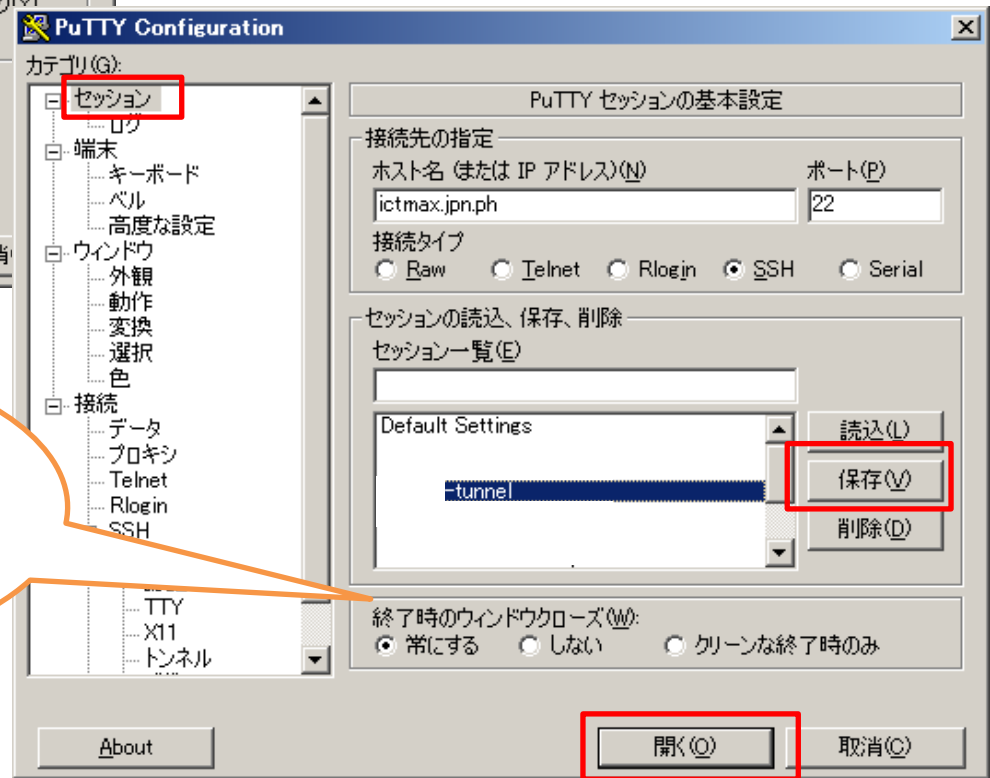 PuTTY Configuration
カテゴリ(G):
セッション
ログ
端末
キーボード
ベル
高度な設定
ウィンドウ
外観
動作
変換
選択
色
接続
データ
プロキシ
Telnet
Rlogin
SSH
TTY
X11
トンネル
PuTTY セッションの基本設定
接続先の指定
ホスト名 (または IP アドレス)(N) ポート(P)
ictmax.jpn.ph 22
接続タイプ
Raw Telnet Rlogin SSH Serial
セッションの読込、保存、削除
セッション一覧(E)
Default Settings
-tunnel
読込(L)
保存(V)
削除(D)
終了時のウィンドウクローズ(W):
常にする しない クリーンな終了時のみ
About 開く(O) 取消(C)